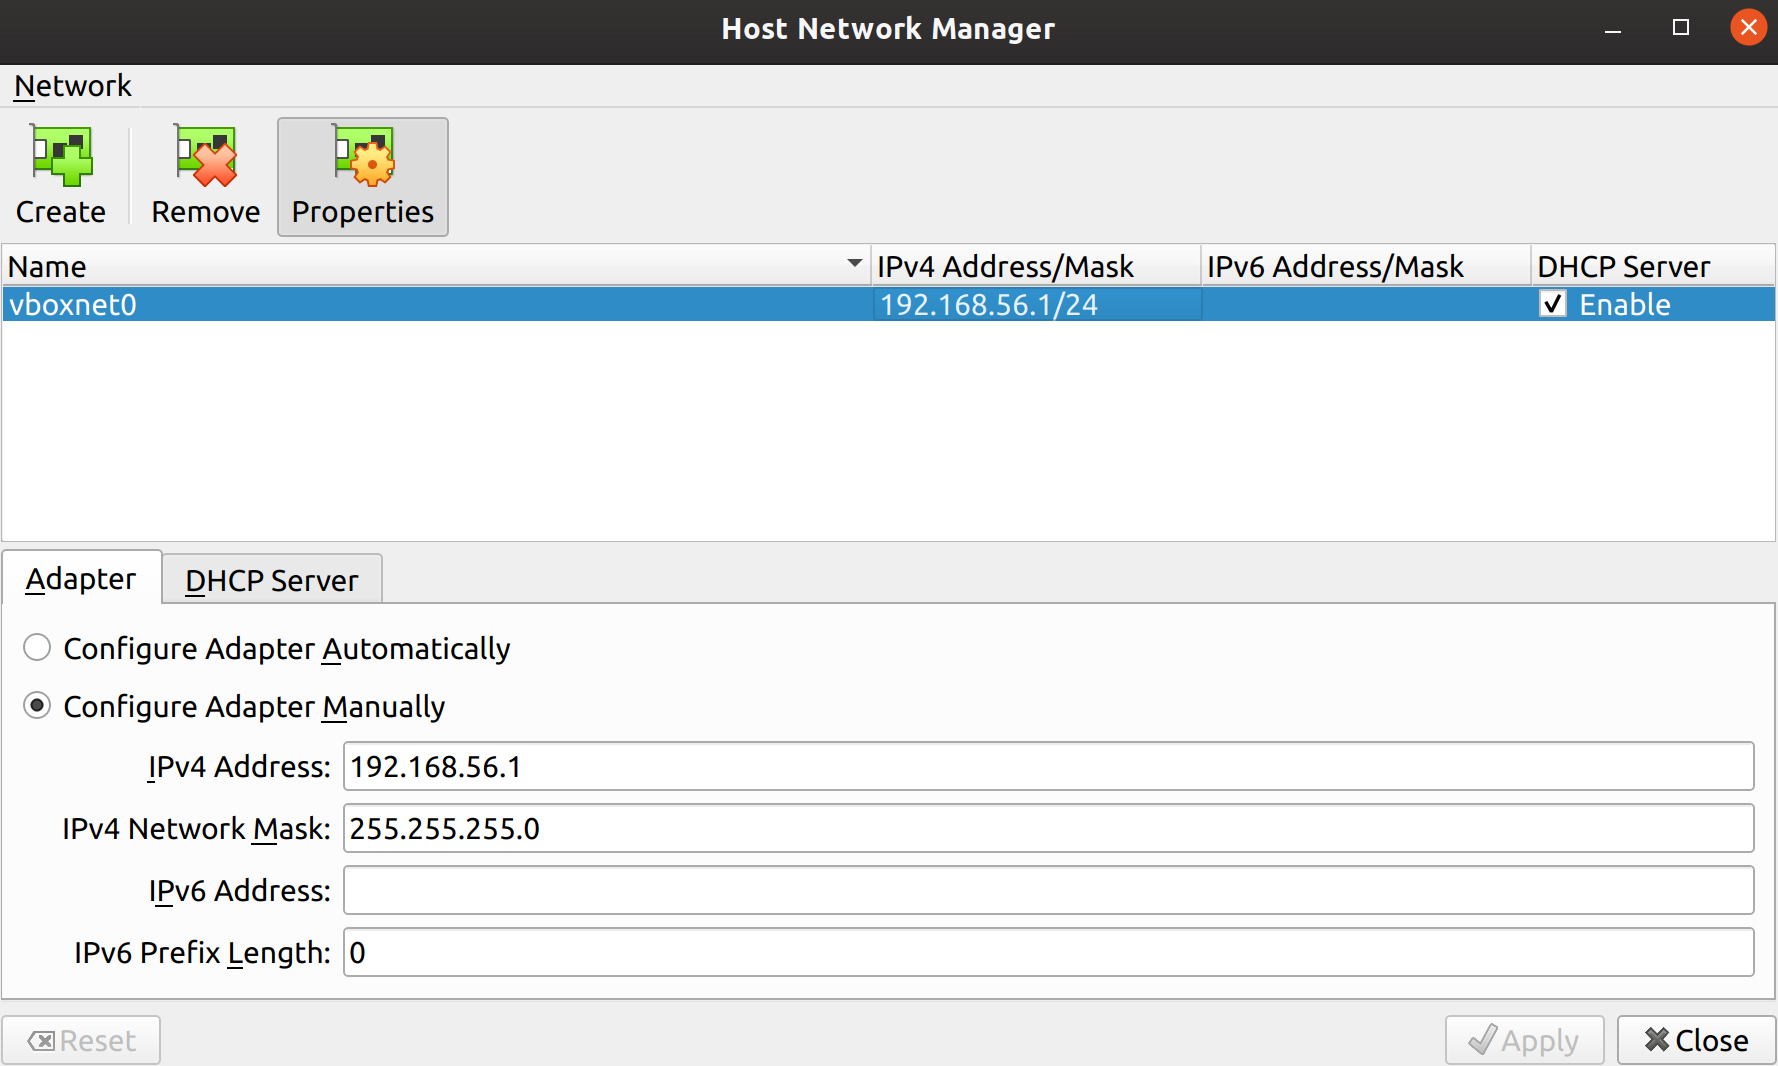 Host Network Manager
Network
Create Remove Properties
Name IPv4 Address/Mask IPv6 Address/Mask DHCP Server
vboxnet0 192.168.56.1/24 Enable
Adapter DHCP Server
Configure Adapter Automatically
Configure Adapter Manually
IPv4 Address: 192.168.56.1
IPv4 Network Mask: 255.255.255.0
IPv6 Address:
IPv6 Prefix Length: 0
Reset Apply Close